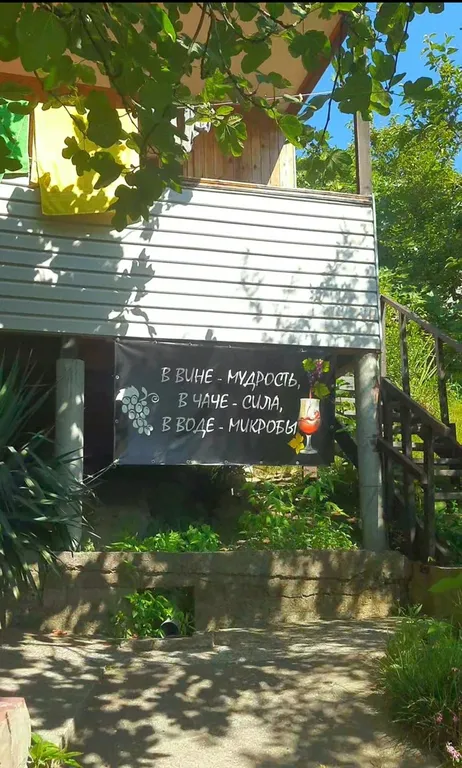 В ВИНЕ - МУДРОСТЬ,
В ЧАЧЕ - СИЛА,
В ВОДЕ - МИКРОБЫ